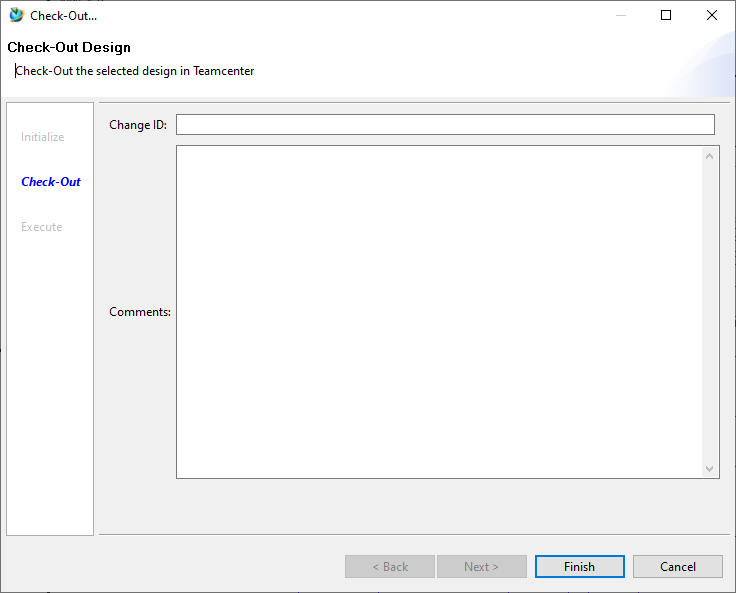 Check-Out...
Check-Out Design
Check-Out the selected design in Teamcenter
Initialize
Check-Out
Execute
Change ID:
Comments:
< Back
Next >
Finish
Cancel